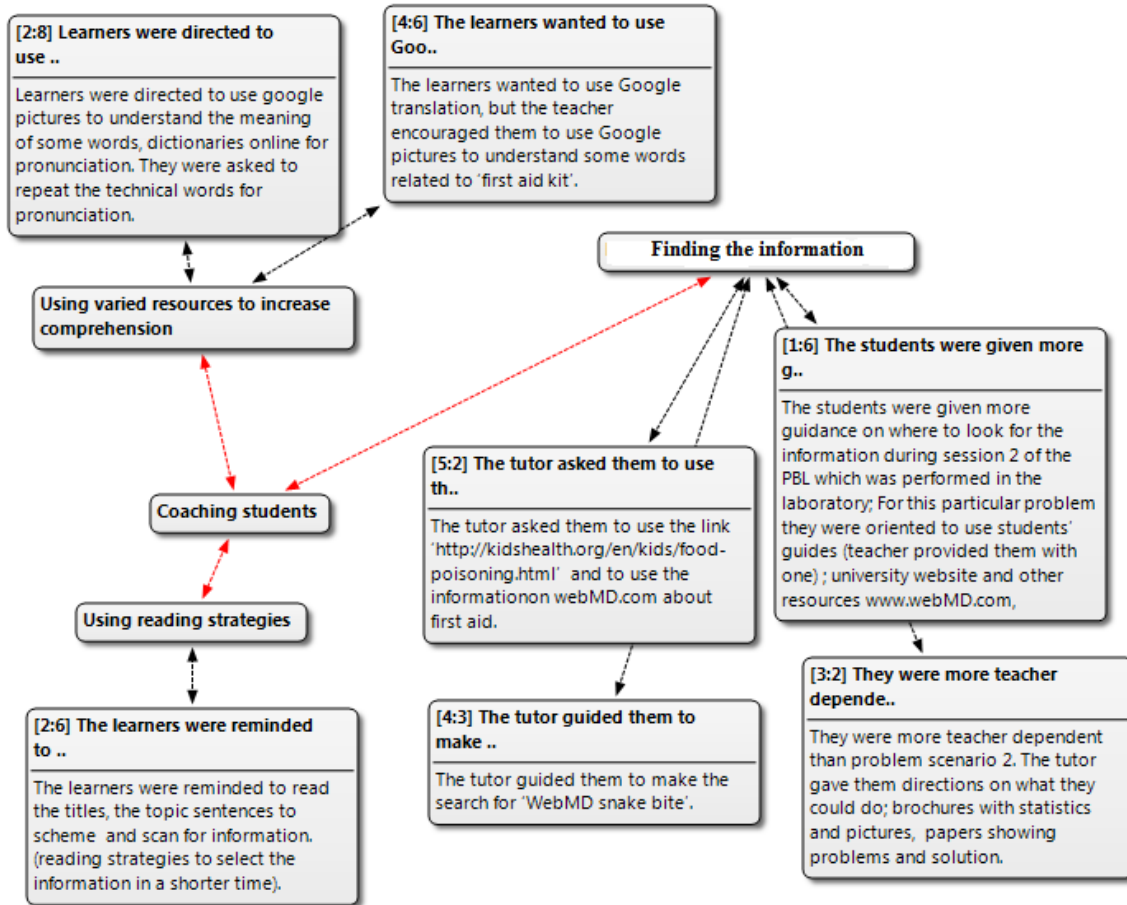 [2:8] Learners were directed to
use ..
Learners were directed to use google
pictures to understand the meaning
of some words, dictionaries online for
pronunciation. They were asked to
repeat the technical words for
pronunciation.
[4:6] The learners wanted to use
Goo..
The learners wanted to use Google
translation, but the teacher
encouraged them to use Google
pictures to understand some words
related to ‘first aid kit’.
Finding the information
Using varied resources to increase
comprehension
[1:6] The students were given more
g..
The students were given more
guidance on where to look for the
information during session 2 of the
PBL which was performed in the
laboratory; For this particular problem
they were oriented to use students’
guides (teacher provided them with
one) ; university website and other
resources www.webMD.com,
[5:2] The tutor asked them to use
th..
The tutor asked them to use the link
‘http://kidshealth.org/en/kids/food-
poisoning.html’ and to use the
informationon webMD.com about
first aid.
Coaching students
Using reading strategies
[3:2] They were more teacher
depende..
They were more teacher dependent
than problem scenario 2. The tutor
gave them directions on what they
could do; brochures with statistics
and pictures, papers showing
problems and solution.
[4:3] The tutor guided them to
make ..
The tutor guided them to make the
search for ‘WebMD snake bite’.
[2:6] The learners were reminded
to ..
The learners were reminded to read
the titles, the topic sentences to
scheme and scan for information.
(reading strategies to select the
information in a shorter time).